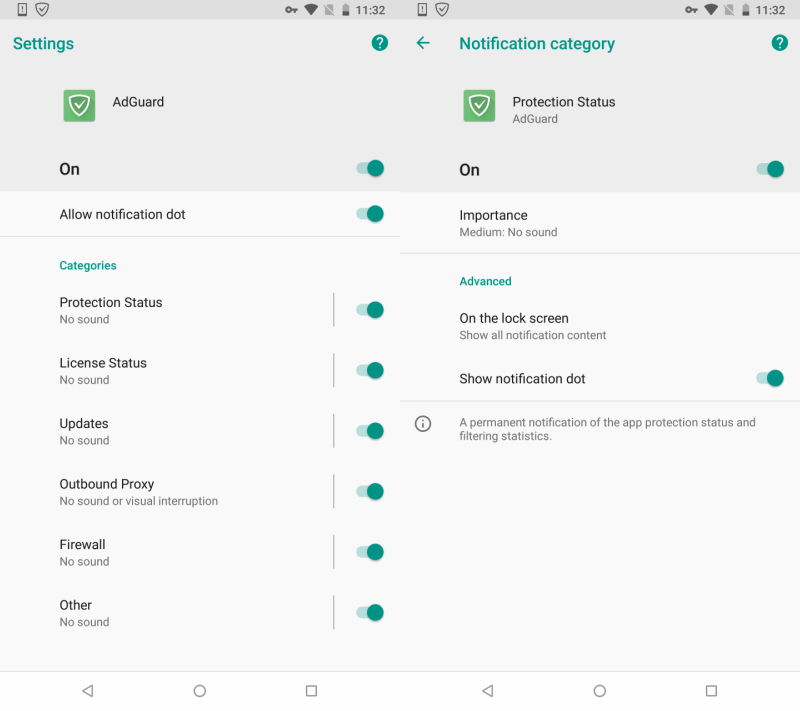 11:32
Settings
AdGuard
On
Allow notification dot
Categories
Protection Status
No sound
License Status
No sound
Updates
No sound
Outbound Proxy
No sound or visual interruption
Firewall
No sound
Other
No sound
11:32
Notification category
Protection Status
AdGuard
On
Importance
Medium: No sound
Advanced
On the lock screen
Show all notification content
Show notification dot
A permanent notification of the app protection status and
filtering statistics.